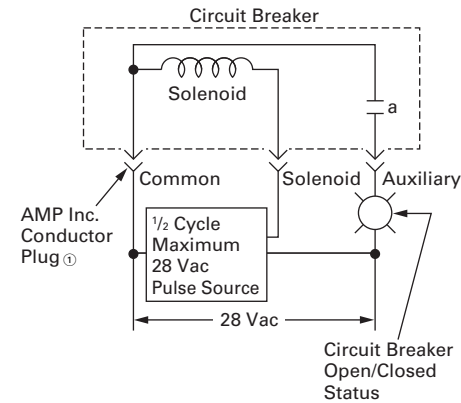 Circuit Breaker
Solenoid
a
Common
Solenoid
Auxiliary
AMP Inc.
Conductor
Plug ①
1/2 Cycle
Maximum
28 Vac
Pulse Source
28 Vac
Circuit Breaker
Open/Closed
Status